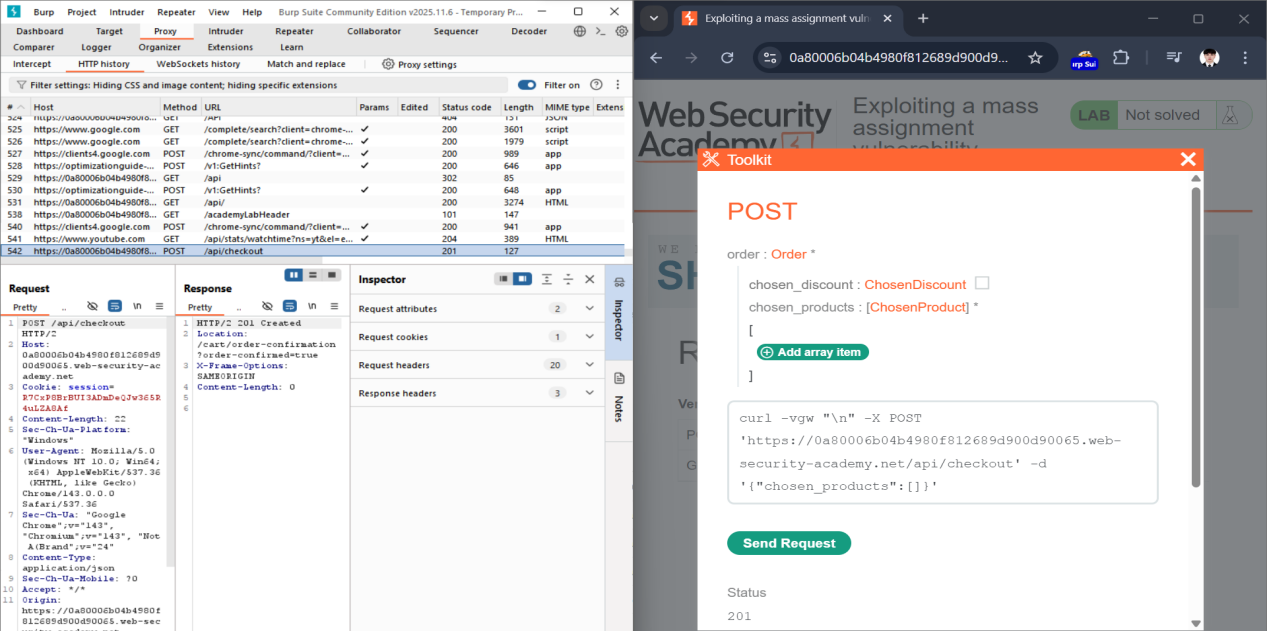 Burp Project Intruder Repeater View Help Burp Suite Community Edition v2025.11.6 - Temporary Pr...
Dashboard Target Proxy Intruder Repeater Collaborator Sequencer Decoder
Comparer Logger Organizer Extensions Learn
Intercept HTTP history WebSockets history Match and replace Proxy settings
Filter settings: Hiding CSS and image content; hiding specific extensions Filter on
# Host Method URL Params Edited Status code Length MIME type Extens
524 https://0a80006b04b4980f8... GET /API 404 151 JSON
525 https://www.google.com GET /complete/search?client=chrome-... ✓ 200 3601 script
526 https://www.google.com GET /complete/search?client=chrome-... ✓ 200 1979 script
527 https://clients4.google.com POST /chrome-sync/command/?client=... ✓ 200 989 app
528 https://optimizationguide-... POST /v1:GetHints? ✓ 200 646 app
529 https://0a80006b04b4980f8... GET /api 302 85
530 https://optimizationguide-... POST /v1:GetHints? ✓ 200 648 app
531 https://0a80006b04b4980f8... GET /api/ 200 3274 HTML
538 https://0a80006b04b4980f8... GET /academyLabHeader 101 147
540 https://clients4.google.com POST /chrome-sync/command/?client=... ✓ 200 941 app
541 https://www.youtube.com GET /api/stats/watchtime?ns=yt&el=e... ✓ 204 389 HTML
542 https://0a80006b04b4980f8... POST /api/checkout 201 127
Request
Pretty .. \n
1 POST /api/checkout
HTTP/2
2 Host:
0a80006b04b4980f812689d9
00d90065.web-security-ac
ademy.net
3 Cookie: session=
R7CxP8BrBUI3ADmDeQJw365R
4uLZA8Af
4 Content-Length: 22
5 Sec-Ch-Ua-Platform:
"Windows"
6 User-Agent: Mozilla/5.0
(Windows NT 10.0; Win64;
x64) AppleWebKit/537.36
(KHTML, like Gecko)
Chrome/143.0.0.0
Safari/537.36
7 Sec-Ch-Ua: "Google
Chrome";v="143",
"Chromium";v="143", "Not
A(Brand";v="24"
8 Content-Type:
application/json
9 Sec-Ch-Ua-Mobile: ?0
10 Accept: */*
11 Origin:
https://0a80006b04b4980f
812689d900d90065.web-sec
Response
Pretty .. \n
1 HTTP/2 201 Created
2 Location:
/cart/order-confirmation
?order-confirmed=true
3 X-Frame-Options:
SAMEORIGIN
4 Content-Length: 0
5
6
Inspector
Request attributes 2
Request cookies 1
Request headers 20
Response headers 3
Inspector
Notes
Exploiting a mass assignment vuln
0a80006b04b4980f812689d900d9...
Web Security
Academy
Exploiting a mass
assignment
vulnerability
LAB Not solved
WE
SH
R
Ve
P
G
Toolkit
POST
order : Order *
chosen_discount : ChosenDiscount
chosen_products : [ChosenProduct] *
[
Add array item
]
curl -vgw "\n" -X POST
'https://0a80006b04b4980f812689d900d90065.web-
security-academy.net/api/checkout' -d
'{"chosen_products":[]}'
Send Request
Status
201